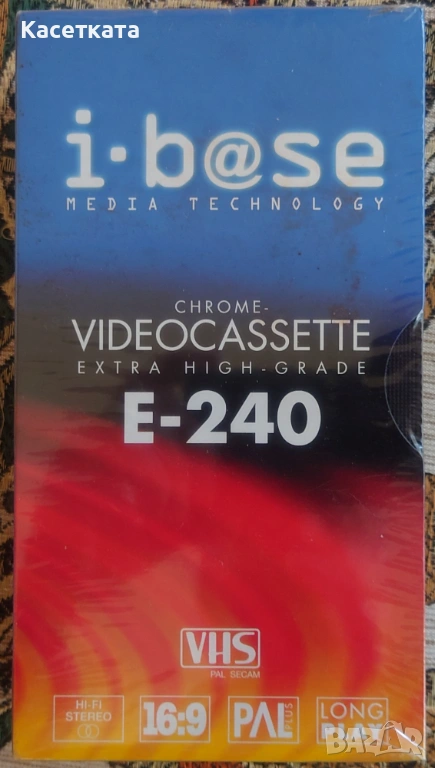 Касетката
i·b@se
MEDIA TECHNOLOGY
CHROME-
VIDEOCASSETTE
EXTRA HIGH-GRADE
E-240
VHS
PAL SECAM
HI-FI
STEREO
16:9
PAL PLUS
LONG
PLAY
BAZAR